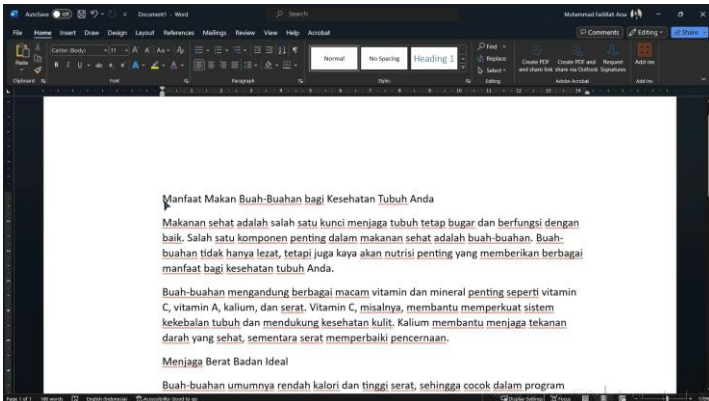 AutoSave Off Document1 - Word Search Muhammad Fadillah Arsa
File Home Insert Draw Design Layout References Mailings Review View Help Acrobat Comments Editing Share
Calibri (Body) 11 Normal No Spacing Heading 1 Find
Paste Replace Create PDF Create PDF and Request Add-ins
Select and share link share via Outlook Signatures
Clipboard Font Paragraph Styles Editing Adobe Acrobat Add-ins
Manfaat Makan Buah-Buahan bagi Kesehatan Tubuh Anda
Makanan sehat adalah salah satu kunci menjaga tubuh tetap bugar dan berfungsi dengan
baik. Salah satu komponen penting dalam makanan sehat adalah buah-buahan. Buah-
buahan tidak hanya lezat, tetapi juga kaya akan nutrisi penting yang memberikan berbagai
manfaat bagi kesehatan tubuh Anda.
Buah-buahan mengandung berbagai macam vitamin dan mineral penting seperti vitamin
C, vitamin A, kalium, dan serat. Vitamin C, misalnya, membantu memperkuat sistem
kekebalan tubuh dan mendukung kesehatan kulit. Kalium membantu menjaga tekanan
darah yang sehat, sementara serat memperbaiki pencernaan.
Menjaga Berat Badan Ideal
Buah-buahan umumnya rendah kalori dan tinggi serat, sehingga cocok dalam program
Page 1 of 1 188 words English (Indonesia) Accessibility: Good to go Display Settings Focus